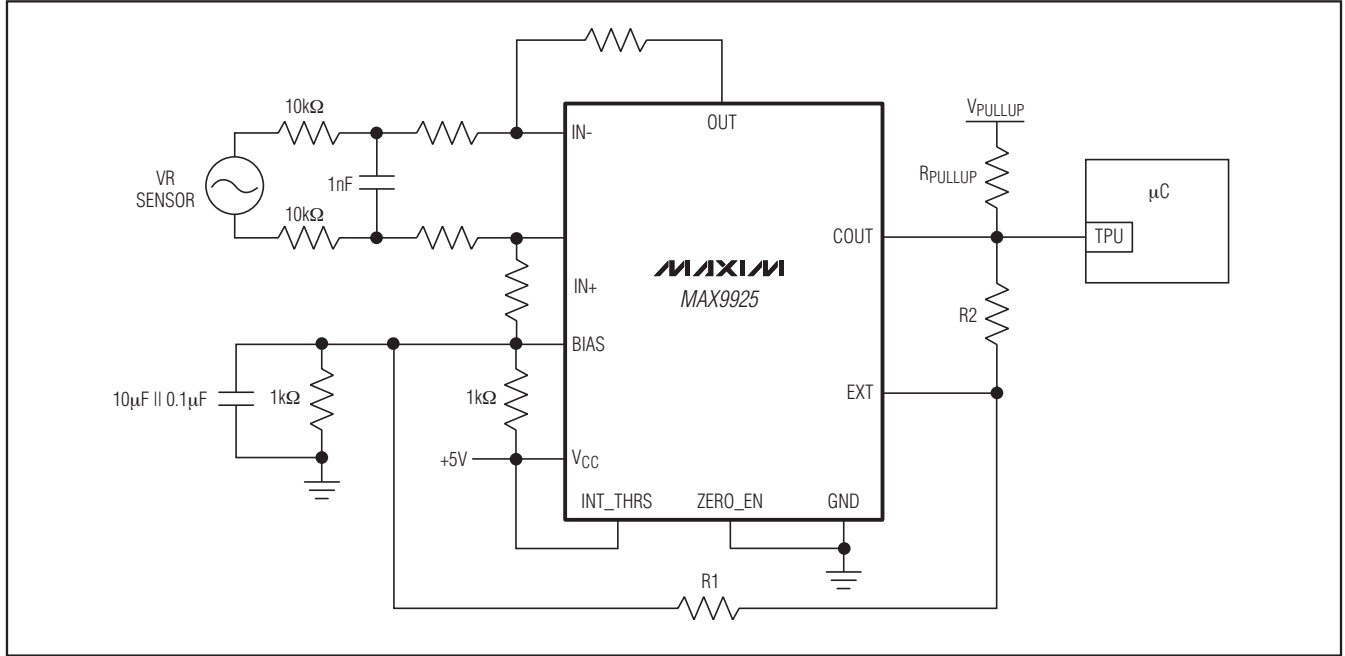 10kΩ
IN-
OUT
VPULLUP
RPULLUP
μC
VR
SENSOR
1nF
10kΩ
COUT
TPU
MAXIM
MAX9925
IN+
R2
BIAS
10μF || 0.1μF
1kΩ
1kΩ
EXT
+5V
VCC
INT_THRS
ZERO_EN
GND
R1